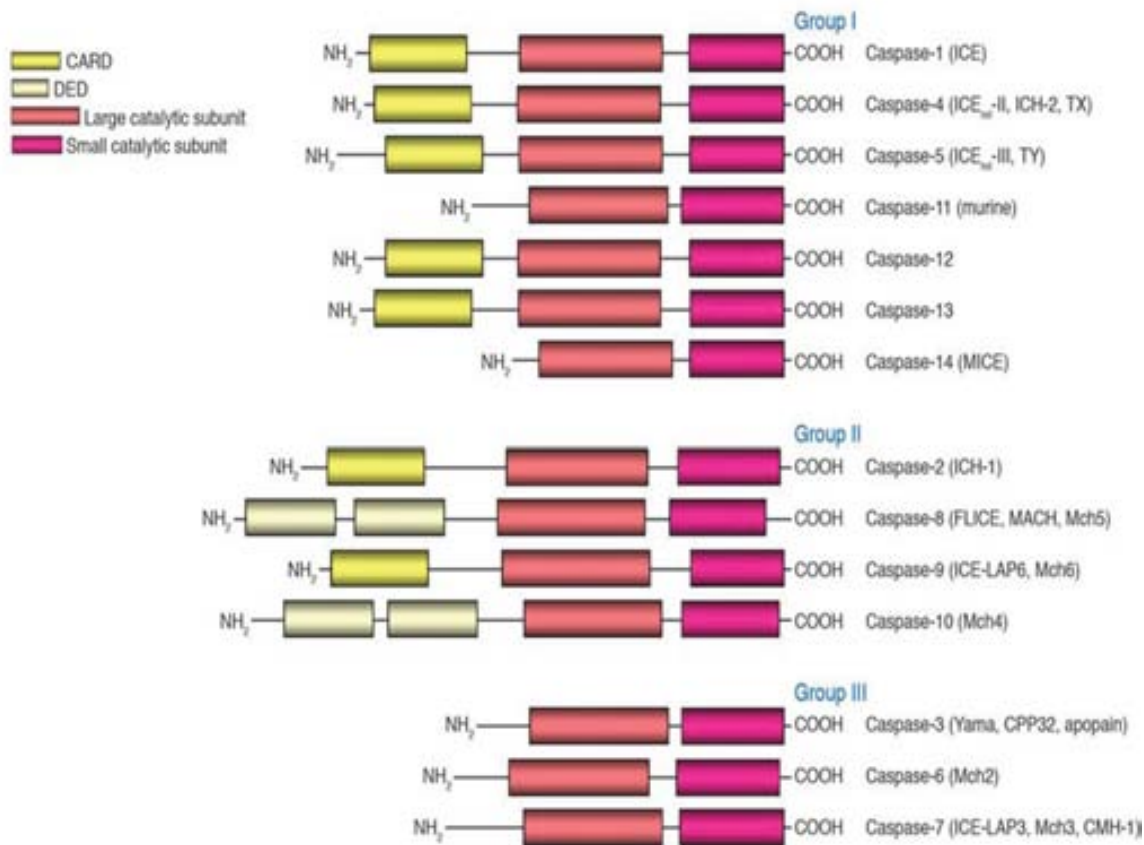 CARD
DED
Large catalytic subunit
Small catalytic subunit
Group I
NH2 COOH Caspase-1 (ICE)
NH2 COOH Caspase-4 (ICErel-II, ICH-2, TX)
NH2 COOH Caspase-5 (ICErel-III, TY)
NH2 COOH Caspase-11 (murine)
NH2 COOH Caspase-12
NH2 COOH Caspase-13
NH2 COOH Caspase-14 (MICE)
Group II
NH2 COOH Caspase-2 (ICH-1)
NH2 COOH Caspase-8 (FLICE, MACH, Mch5)
NH2 COOH Caspase-9 (ICE-LAP6, Mch6)
NH2 COOH Caspase-10 (Mch4)
Group III
NH2 COOH Caspase-3 (Yama, CPP32, apopain)
NH2 COOH Caspase-6 (Mch2)
NH2 COOH Caspase-7 (ICE-LAP3, Mch3, CMH-1)